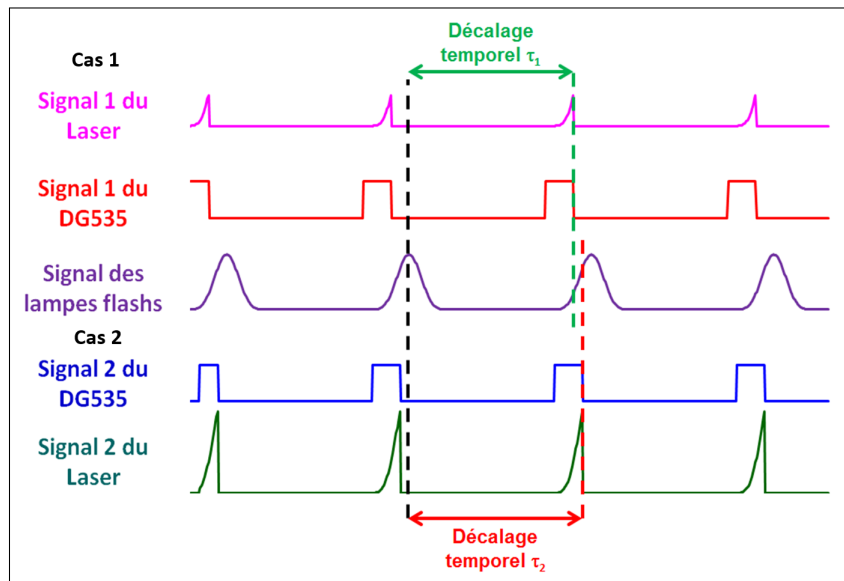 Décalage
temporel τ1
Cas 1
Signal 1 du
Laser
Signal 1 du
DG535
Signal des
lampes flashs
Cas 2
Signal 2 du
DG535
Signal 2 du
Laser
Décalage
temporel τ2